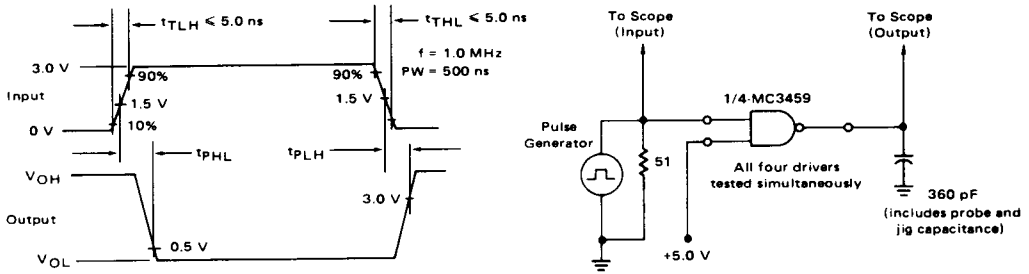 tTLH ≤ 5.0 ns
tTHL ≤ 5.0 ns
f = 1.0 MHz
PW = 500 ns
3.0 V
90%
90%
Input
1.5 V
1.5 V
0 V
10%
tPHL
tPLH
VOH
3.0 V
Output
0.5 V
VOL
To Scope
(Input)
To Scope
(Output)
1/4-MC3459
Pulse
Generator
51
All four drivers
tested simultaneously
+5.0 V
360 pF
(includes probe and
jig capacitance)